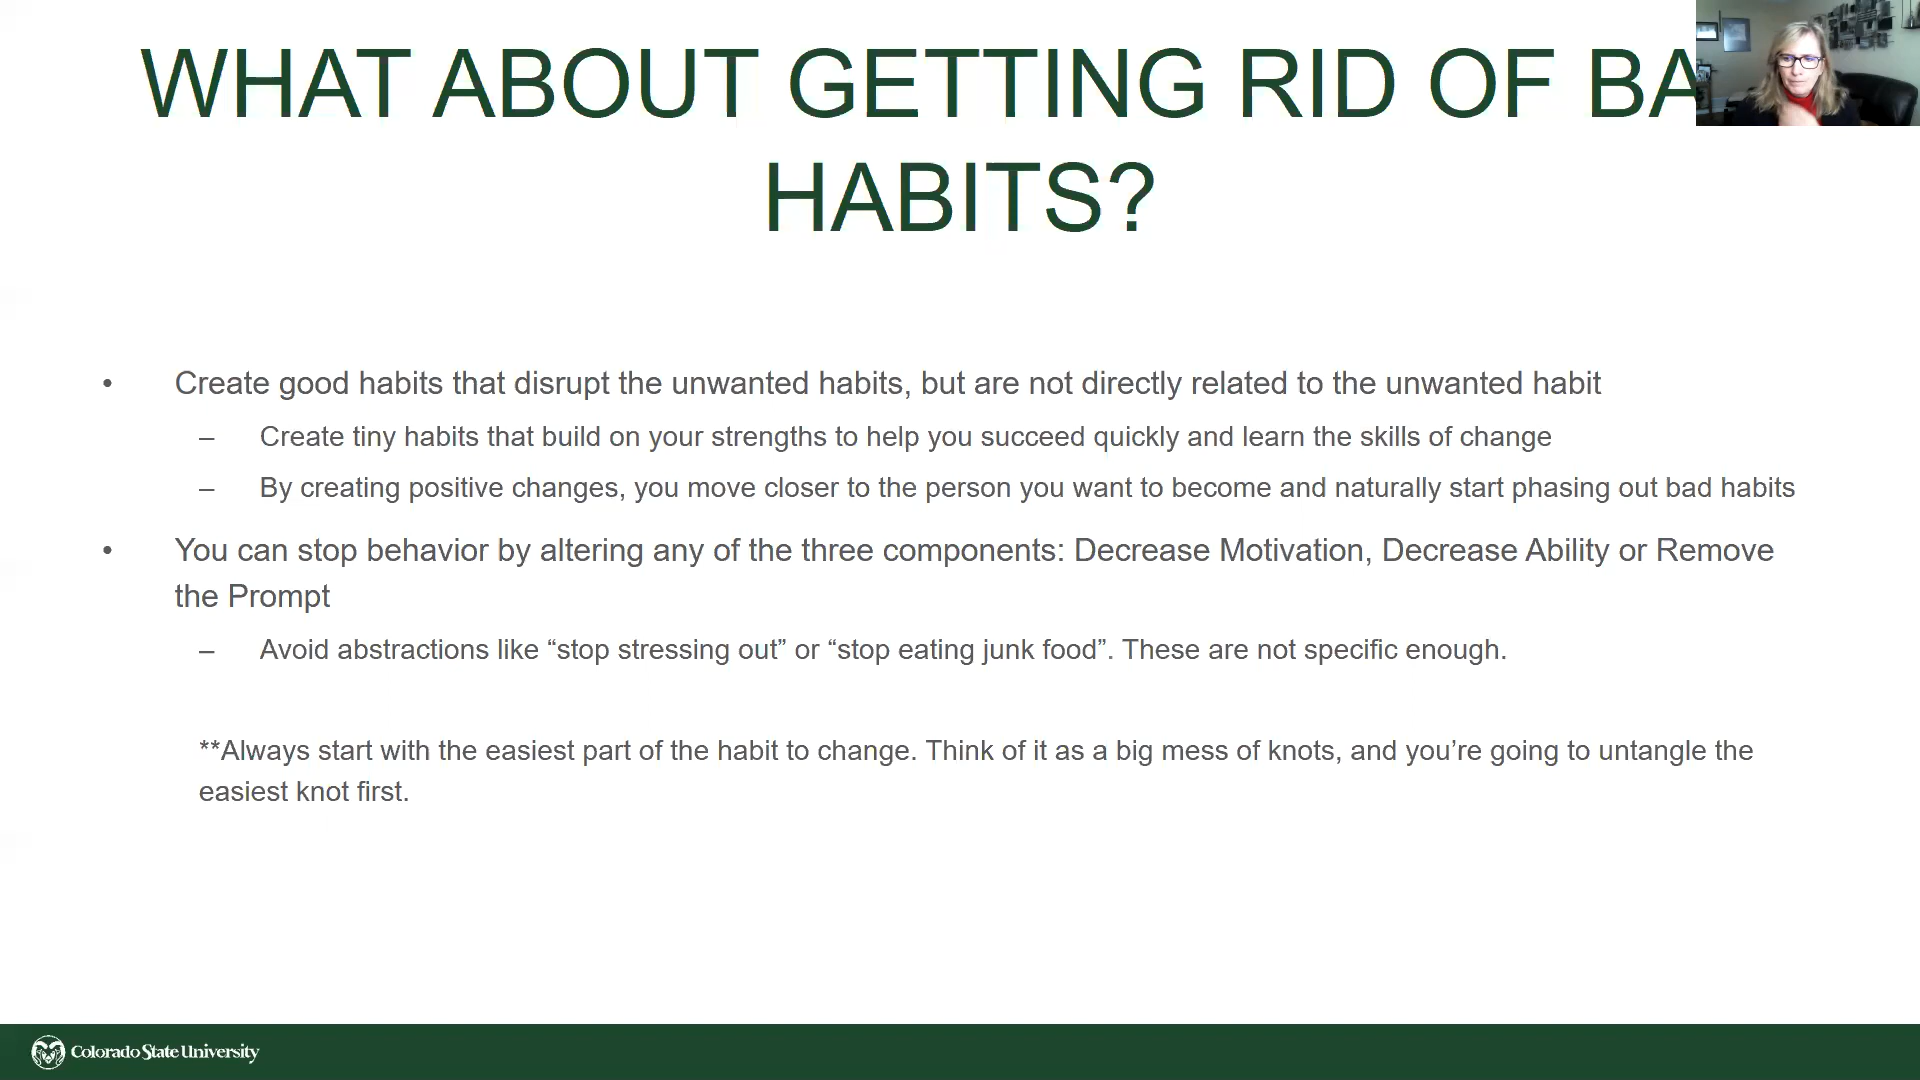 WHAT ABOUT GETTING RID OF
HABITS?
• Create good habits that disrupt the unwanted habits, but are not directly related to the unwanted habit
– Create tiny habits that build on your strengths to help you succeed quickly and learn the skills of change
– By creating positive changes, you move closer to the person you want to become and naturally start phasing out bad habits
• You can stop behavior by altering any of the three components: Decrease Motivation, Decrease Ability or Remove
the Prompt
– Avoid abstractions like “stop stressing out” or “stop eating junk food”. These are not specific enough.
**Always start with the easiest part of the habit to change. Think of it as a big mess of knots, and you’re going to untangle the
easiest knot first.
Colorado State University